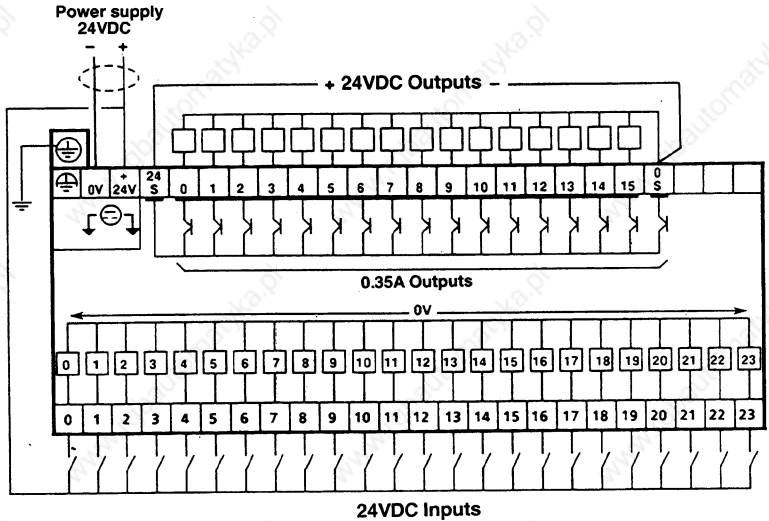 Power supply
24VDC
– +
+ 24VDC Outputs –
0V + 24V 24 S 0 1 2 3 4 5 6 7 8 9 10 11 12 13 14 15 0 S
0.35A Outputs
0V
0 1 2 3 4 5 6 7 8 9 10 11 12 13 14 15 16 17 18 19 20 21 22 23
0 1 2 3 4 5 6 7 8 9 10 11 12 13 14 15 16 17 18 19 20 21 22 23
24VDC Inputs